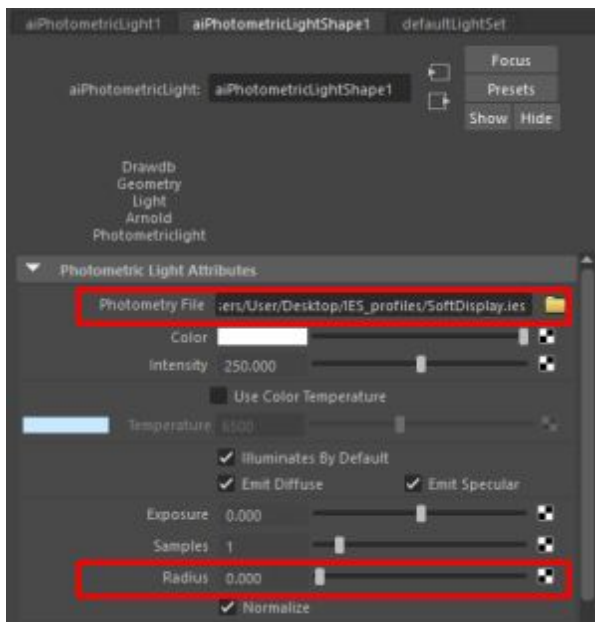 aiPhotometricLight1 aiPhotometricLightShape1 defaultLightSet
Focus
aiPhotometricLight: aiPhotometricLightShape1
Presets
Show Hide
Drawdb
Geometry
Light
Arnold
Photometriclight
Photometric Light Attributes
Photometry File :ers/User/Desktop/IES_profiles/SoftDisplay.ies
Color
Intensity 250.000
Use Color Temperature
Temperature 6500
Illuminates By Default
Emit Diffuse Emit Specular
Exposure 0.000
Samples 1
Radius 0.000
Normalize